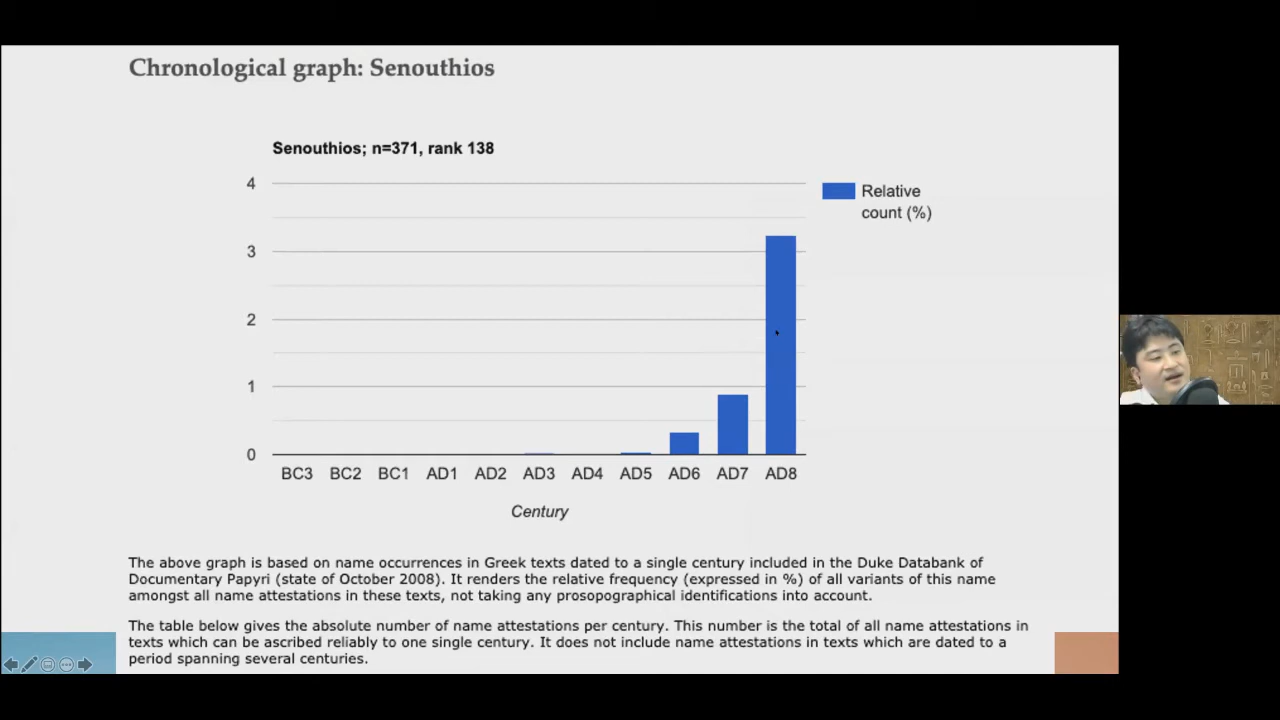 Chronological graph: Senouthios
Senouthios; n=371, rank 138
4
3
2
1
0
Relative
count (%)
BC3 BC2 BC1 AD1 AD2 AD3 AD4 AD5 AD6 AD7 AD8
Century
The above graph is based on name occurrences in Greek texts dated to a single century included in the Duke Databank of
Documentary Papyri (state of October 2008). It renders the relative frequency (expressed in %) of all variants of this name
amongst all name attestations in these texts, not taking any prosopographical identifications into account.
The table below gives the absolute number of name attestations per century. This number is the total of all name attestations in
texts which can be ascribed reliably to one single century. It does not include name attestations in texts which are dated to a
period spanning several centuries.